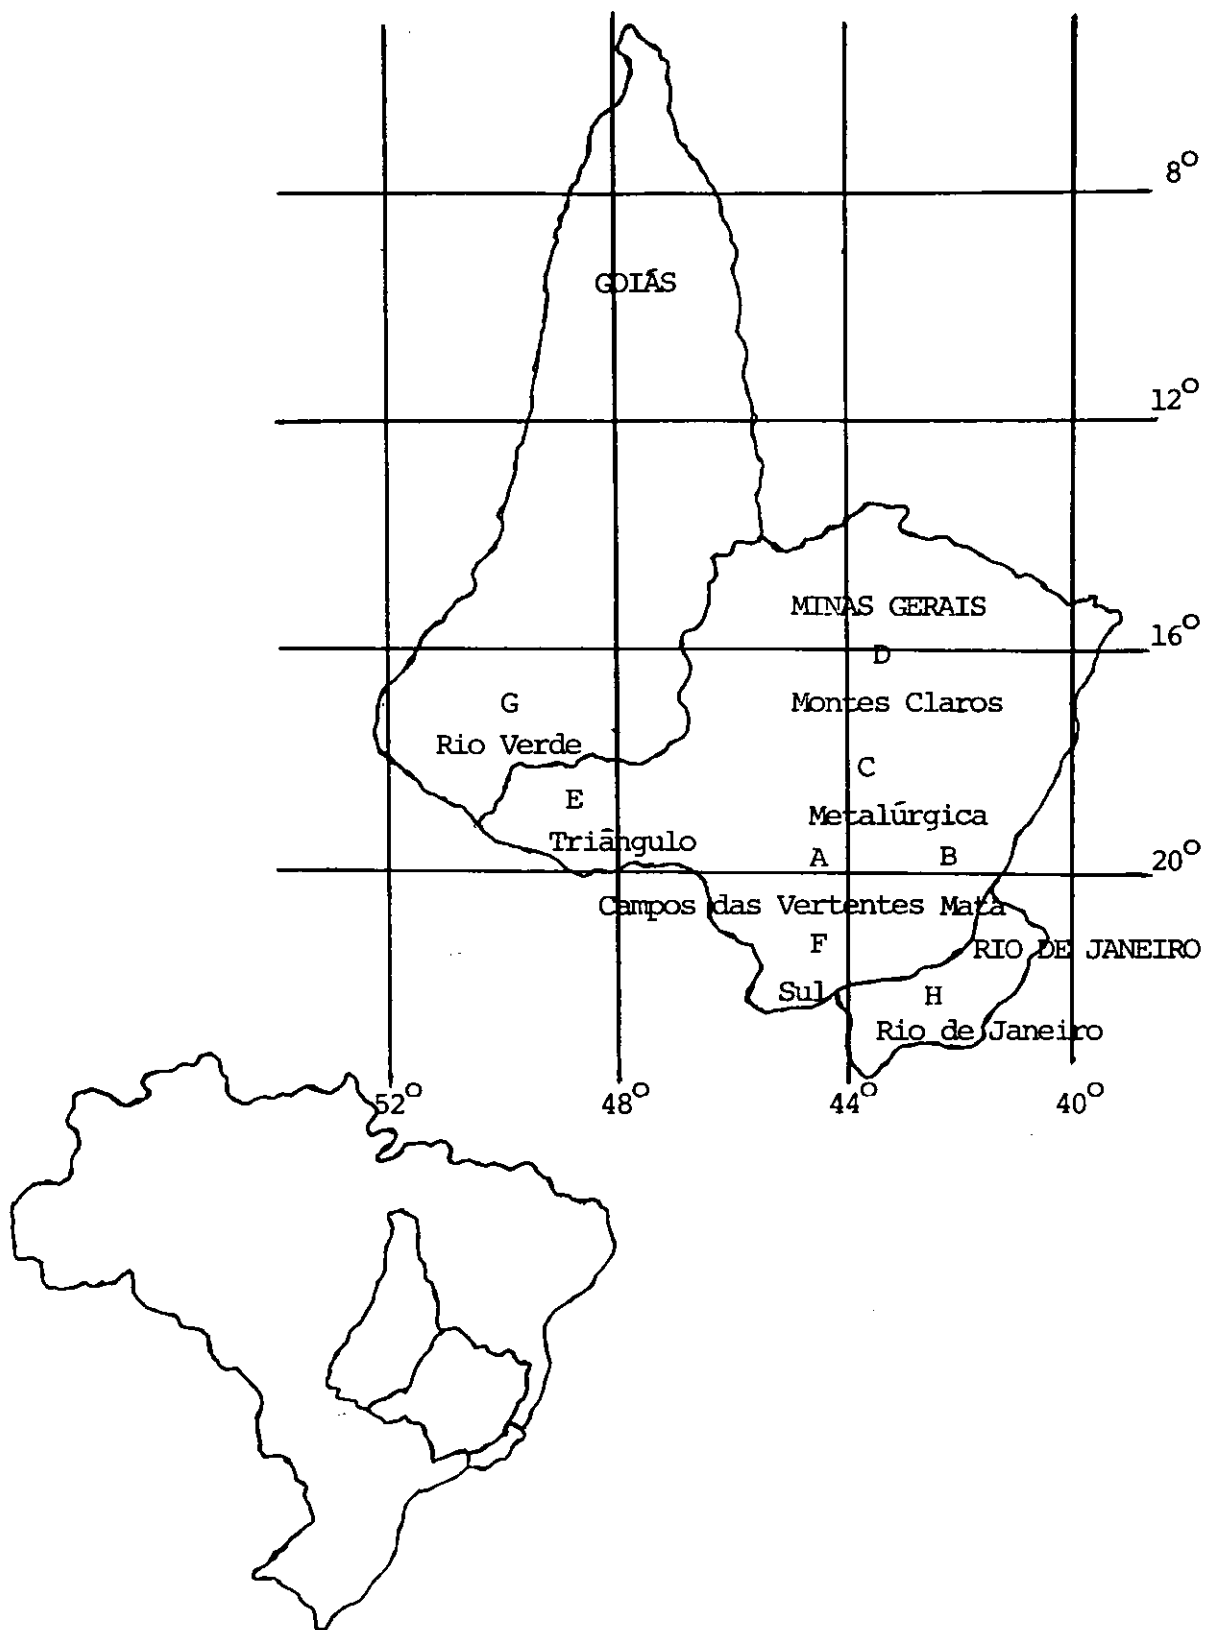 8°
GOIÁS
12°
MINAS GERAIS
16°
D
G
Montes Claros
Rio Verde
C
E
Metalúrgica
Triângulo
A B 20°
Campos das Vertentes Mata
F
RIO DE JANEIRO
Sul H
Rio de Janeiro
52° 48° 44° 40°